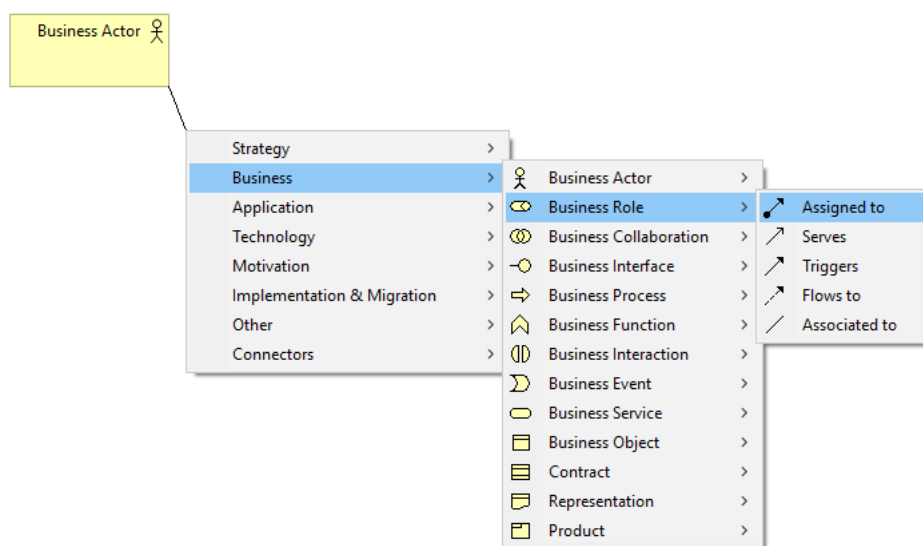 Business Actor
Strategy
Business
Application
Technology
Motivation
Implementation & Migration
Other
Connectors
Business Actor
Business Role
Business Collaboration
Business Interface
Business Process
Business Function
Business Interaction
Business Event
Business Service
Business Object
Contract
Representation
Product
Assigned to
Serves
Triggers
Flows to
Associated to